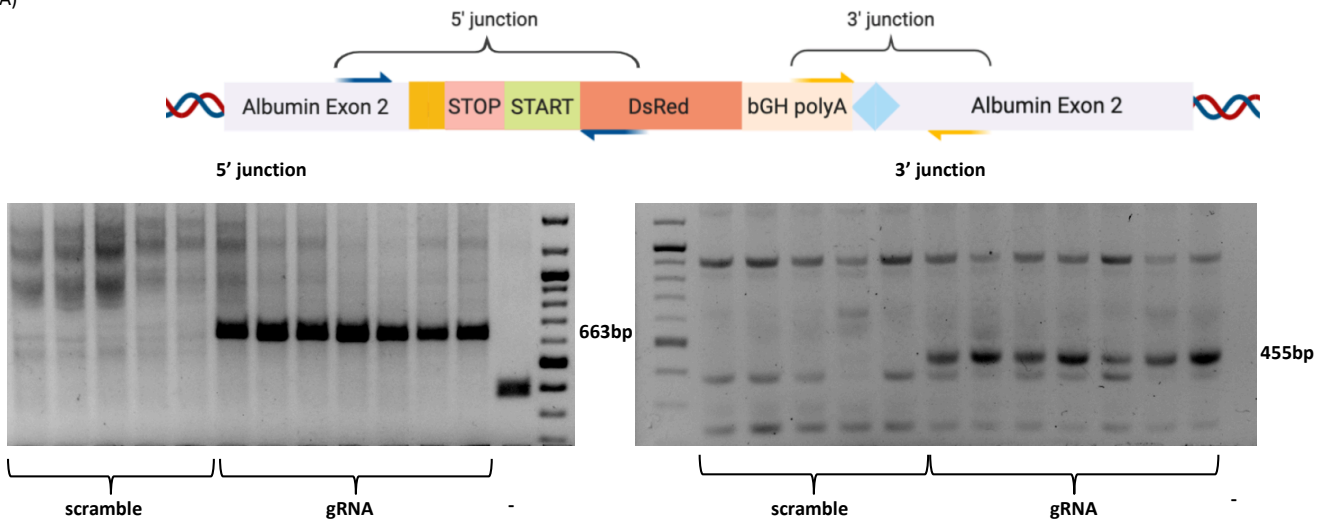 A)
5' junction
3' junction
Albumin Exon 2
STOP
START
DsRed
bGH polyA
Albumin Exon 2
5’ junction
3’ junction
663bp
455bp
scramble
gRNA
-
scramble
gRNA
-